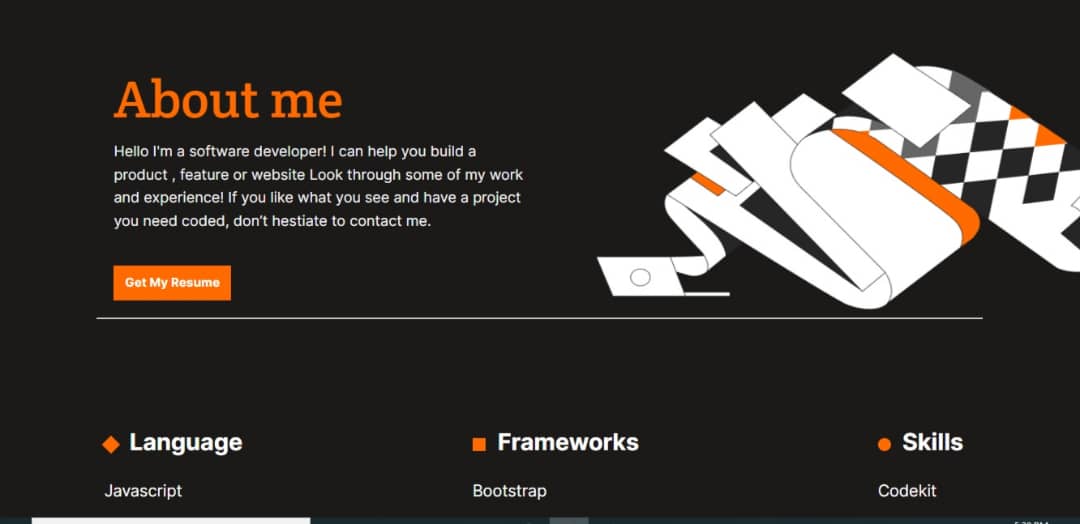 About me
Hello I'm a software developer! I can help you build a
product , feature or website Look through some of my work
and experience! If you like what you see and have a project
you need coded, don't hestiate to contact me.
Get My Resume
Language
Frameworks
Skills
Javascript
Bootstrap
Codekit